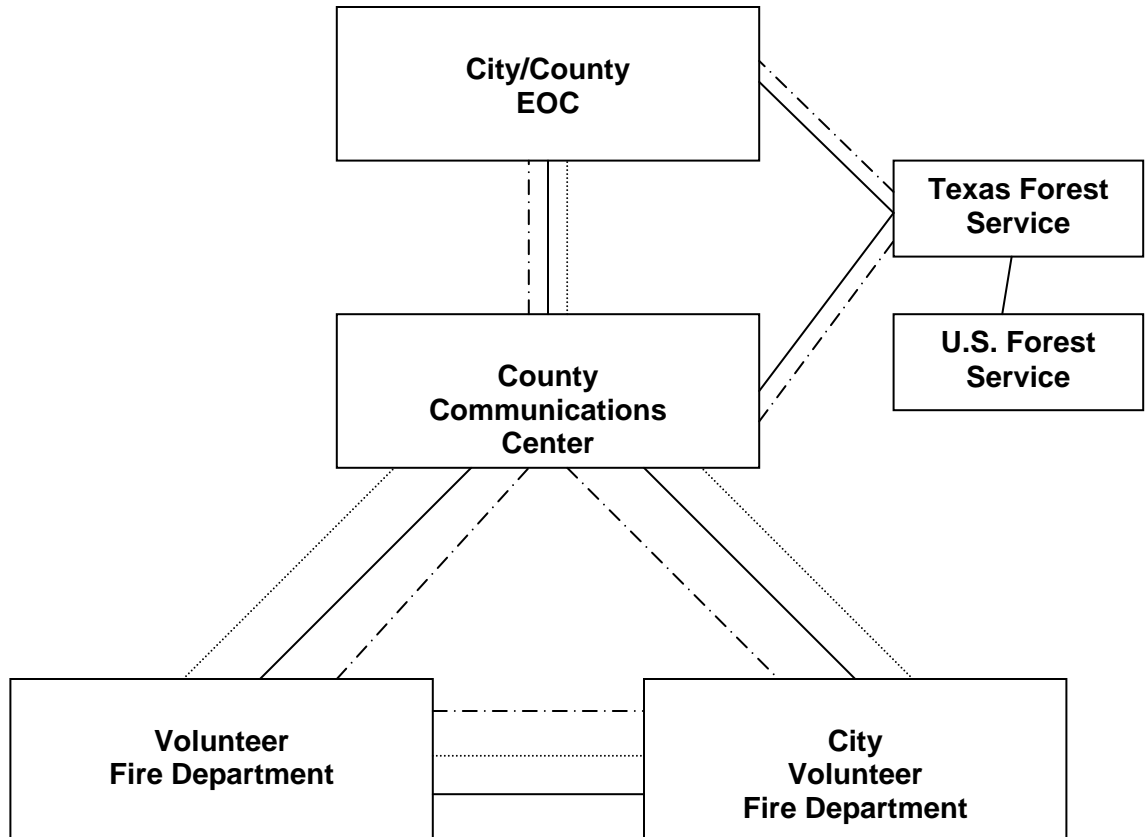 City/County
EOC
Texas Forest
Service
U.S. Forest
Service
County
Communications
Center
Volunteer
Fire Department
City
Volunteer
Fire Department